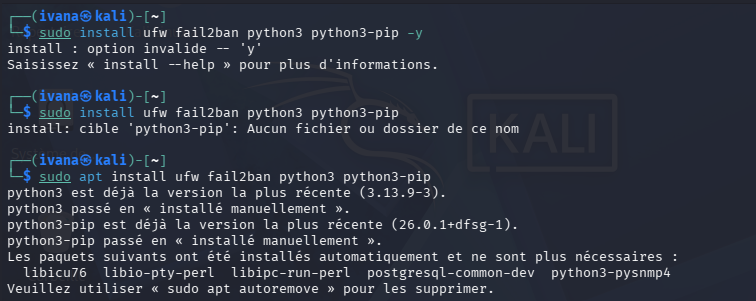 ┌──(ivana㉿kali)-[~]
└─$ sudo install ufw fail2ban python3 python3-pip -y
install : option invalide -- 'y'
Saisissez « install --help » pour plus d'informations.
┌──(ivana㉿kali)-[~]
└─$ sudo install ufw fail2ban python3 python3-pip
install: cible 'python3-pip': Aucun fichier ou dossier de ce nom
KALI
┌──(ivana㉿kali)-[~]
└─$ sudo apt install ufw fail2ban python3 python3-pip
python3 est déjà la version la plus récente (3.13.9-3).
python3 passé en « installé manuellement ».
python3-pip est déjà la version la plus récente (26.0.1+dfsg-1).
python3-pip passé en « installé manuellement ».
Les paquets suivants ont été installés automatiquement et ne sont plus nécessaires :
  libicu76  libio-pty-perl  libipc-run-perl  postgresql-common-dev  python3-pysnmp4
Veuillez utiliser « sudo apt autoremove » pour les supprimer.